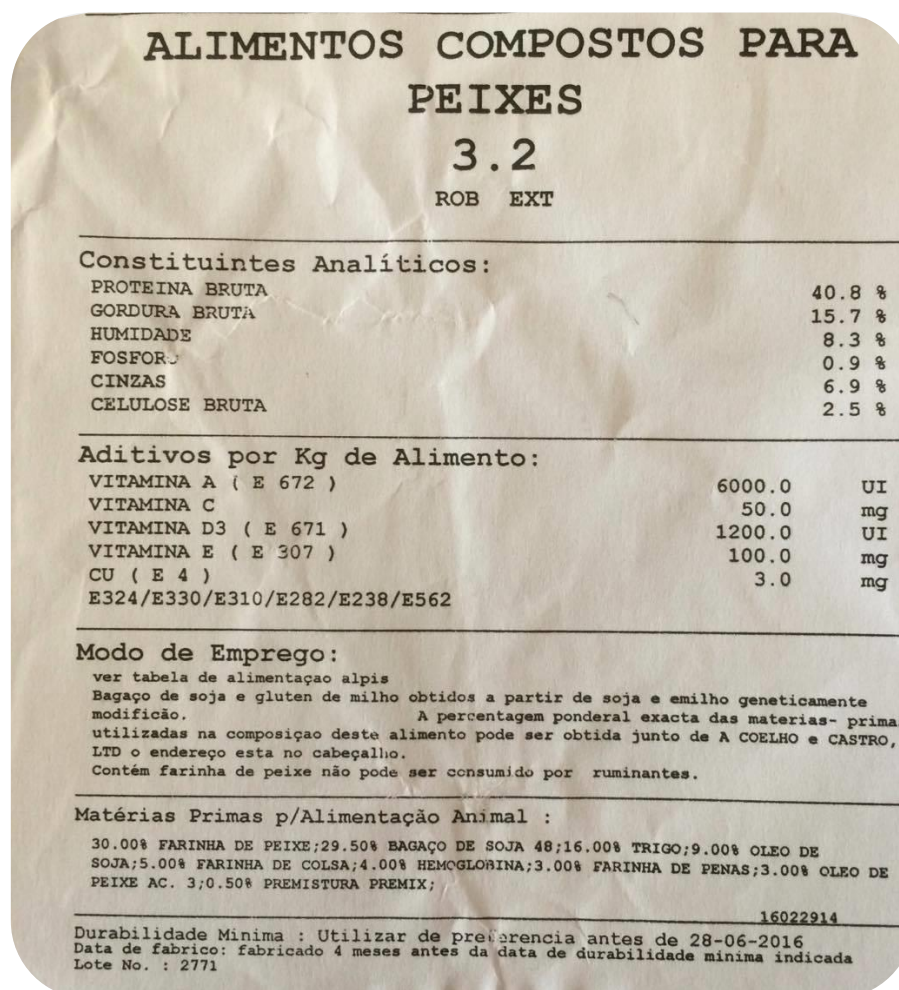 ALIMENTOS COMPOSTOS PARA
PEIXES
3.2
ROB EXT
Constituintes Analíticos:
PROTEINA BRUTA 40.8 %
GORDURA BRUTA 15.7 %
HUMIDADE 8.3 %
FOSFORO 0.9 %
CINZAS 6.9 %
CELULOSE BRUTA 2.5 %
Aditivos por Kg de Alimento:
VITAMINA A ( E 672 ) 6000.0 UI
VITAMINA C 50.0 mg
VITAMINA D3 ( E 671 ) 1200.0 UI
VITAMINA E ( E 307 ) 100.0 mg
CU ( E 4 ) 3.0 mg
E324/E330/E310/E282/E238/E562
Modo de Emprego:
ver tabela de alimentaçao alpis
Bagaço de soja e gluten de milho obtidos a partir de soja e emilho geneticamente
modificão. A percentagem ponderal exacta das materias- prima
utilizadas na composiçao deste alimento pode ser obtida junto de A COELHO e CASTRO,
LTD o endereço esta no cabeçalho.
Contém farinha de peixe não pode ser consumido por ruminantes.
Matérias Primas p/Alimentação Animal :
30.00% FARINHA DE PEIXE;29.50% BAGAÇO DE SOJA 48;16.00% TRIGO;9.00% OLEO DE
SOJA;5.00% FARINHA DE COLSA;4.00% HEMOGLOBINA;3.00% FARINHA DE PENAS;3.00% OLEO DE
PEIXE AC. 3;0.50% PREMISTURA PREMIX;
16022914
Durabilidade Minima : Utilizar de preferencia antes de 28-06-2016
Data de fabrico: fabricado 4 meses antes da data de durabilidade minima indicada
Lote No. : 2771